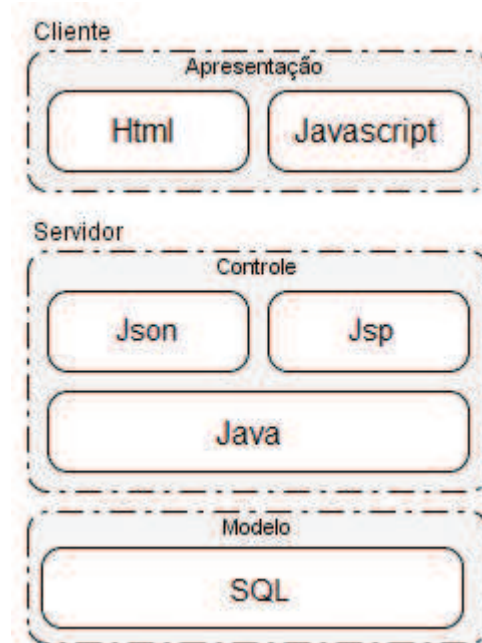 Cliente
Apresentação
Html Javascript
Servidor
Controle
Json Jsp
Java
Modelo
SQL